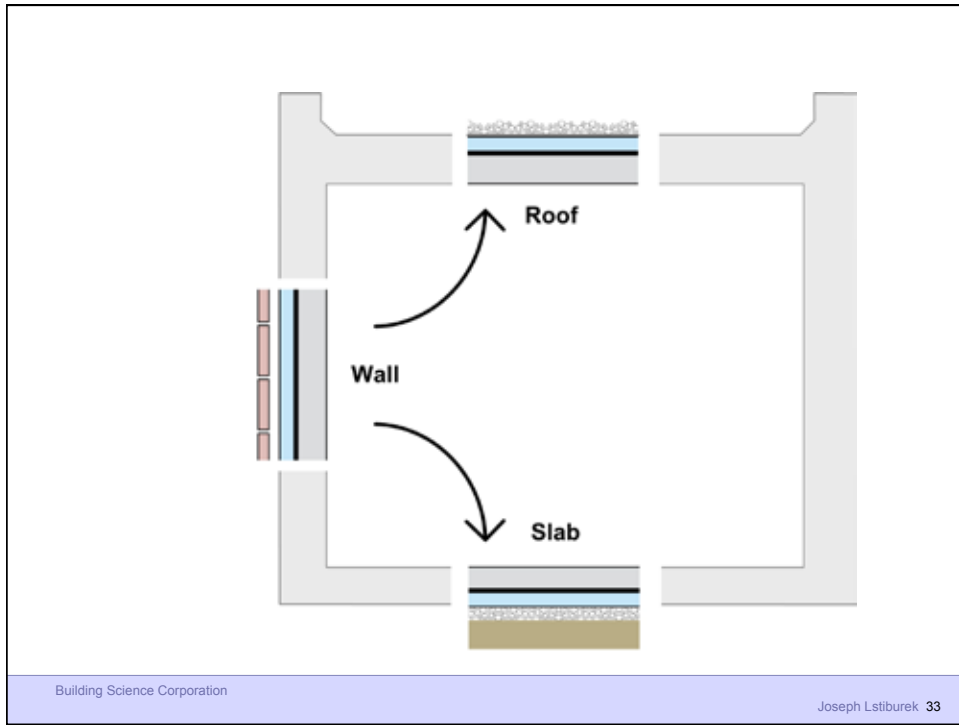 Roof
Wall
Slab
Building Science Corporation
Joseph Lstiburek 33